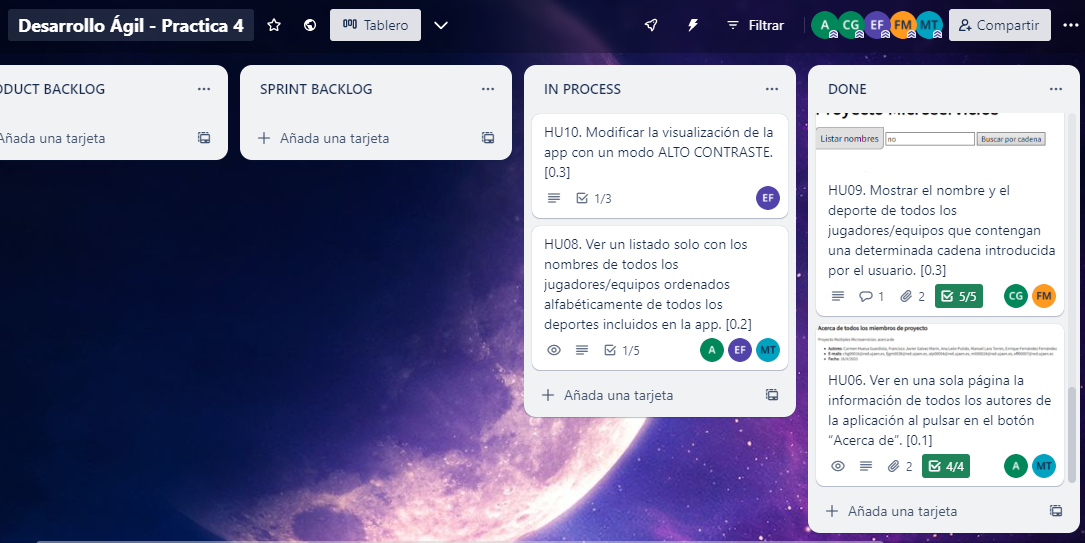 Desarrollo Ágil - Practica 4
Tablero
Filtrar
A CG EF FM MT
Compartir
DUCT BACKLOG
Añada una tarjeta
SPRINT BACKLOG
Añada una tarjeta
IN PROCESS
HU10. Modificar la visualización de la
app con un modo ALTO CONTRASTE.
[0.3]
1/3
EF
HU08. Ver un listado solo con los
nombres de todos los
jugadores/equipos ordenados
alfabéticamente de todos los
deportes incluidos en la app. [0.2]
1/5
A EF MT
Añada una tarjeta
DONE
Proyecto Microservicios
Listar nombres
no
Buscar por cadena
HU09. Mostrar el nombre y el
deporte de todos los
jugadores/equipos que contengan
una determinada cadena introducida
por el usuario. [0.3]
1
2
5/5
CG FM
Acerca de todos los miembros de proyecto
HU06. Ver en una sola página la
información de todos los autores de
la aplicación al pulsar en el botón
“Acerca de”. [0.1]
2
4/4
A MT
Añada una tarjeta